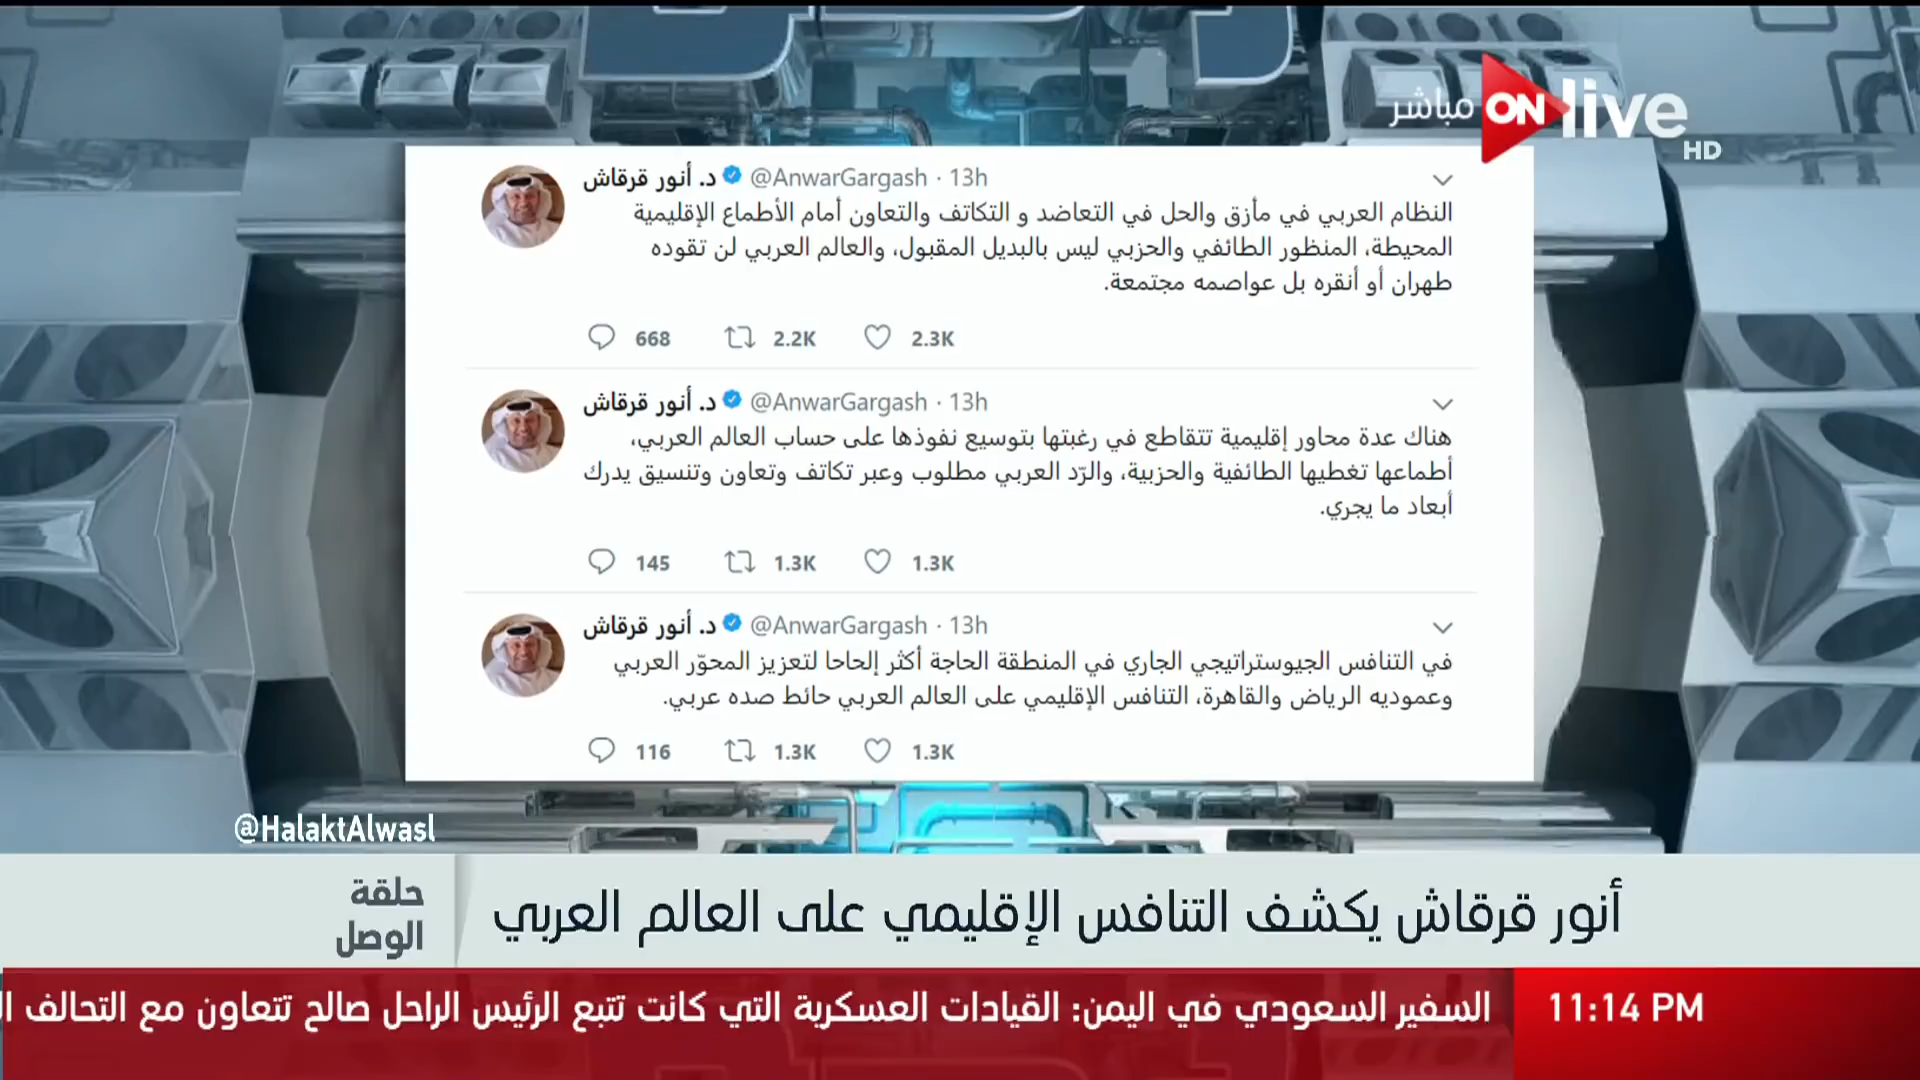 مباشر ON live
HD
د. أنور قرقاش @AnwarGargash · 13h
النظام العربي في مأزق والحل في التعاضد و التكاتف والتعاون أمام الأطماع الإقليمية
المحيطة، المنظور الطائفي والحزبي ليس بالبديل المقبول، والعالم العربي لن تقوده
طهران أو أنقره بل عواصمه مجتمعة.
668 2.2K 2.3K
د. أنور قرقاش @AnwarGargash · 13h
هناك عدة محاور إقليمية تتقاطع في رغبتها بتوسيع نفوذها على حساب العالم العربي،
أطماعها تغطيها الطائفية والحزبية، والرّد العربي مطلوب وعبر تكاتف وتعاون وتنسيق يدرك
أبعاد ما يجري.
145 1.3K 1.3K
د. أنور قرقاش @AnwarGargash · 13h
في التنافس الجيوستراتيجي الجاري في المنطقة الحاجة أكثر إلحاحا لتعزيز المحوّر العربي
وعموديه الرياض والقاهرة، التنافس الإقليمي على العالم العربي حائط صده عربي.
116 1.3K 1.3K
@HalaktAlwasl
أنور قرقاش يكشف التنافس الإقليمي على العالم العربي
حلقة
الوصل
11:14 PM
السفير السعودي في اليمن: القيادات العسكرية التي كانت تتبع الرئيس الراحل صالح تتعاون مع التحالف